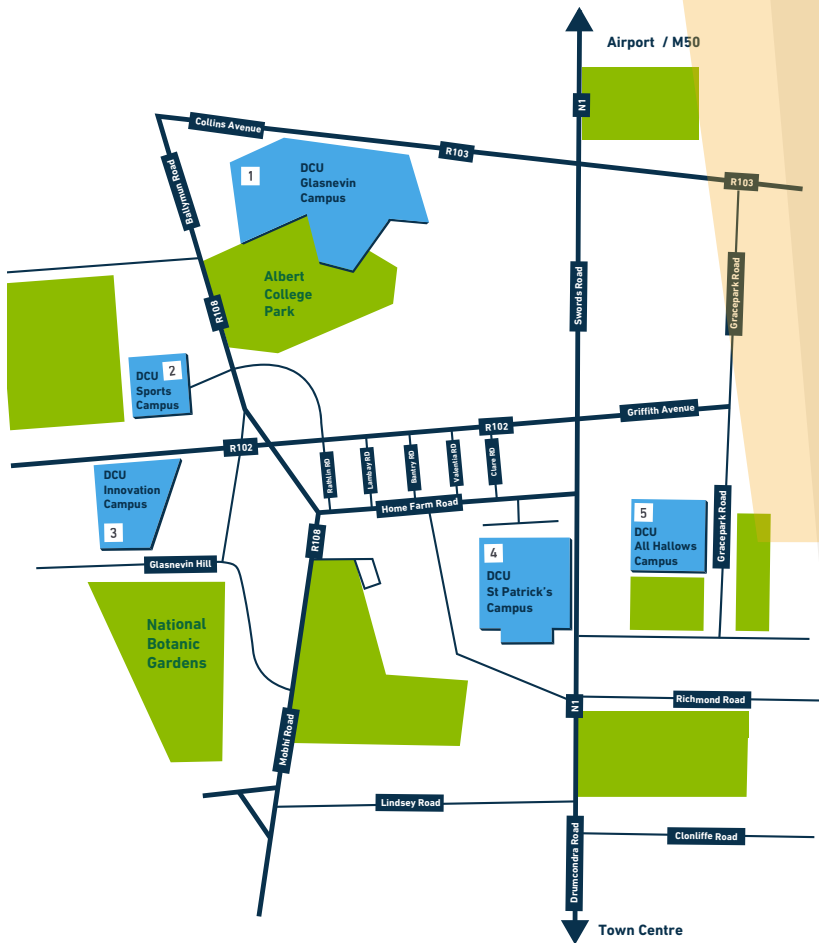 Airport / M50
N1
Collins Avenue
R103
R103
1
DCU
Glasnevin
Campus
Ballymun Road
Albert
College
Park
R108
Swords Road
Gracepark Road
2
DCU
Sports
Campus
Griffith Avenue
R102
R102
Rathlin RD
Lambay RD
Bantry RD
Valentia RD
Clare RD
DCU
Innovation
Campus
3
Home Farm Road
R108
Glasnevin Hill
4
DCU
St Patrick's
Campus
5
DCU
All Hallows
Campus
Gracepark Road
National
Botanic
Gardens
Richmond Road
N1
Mobhi Road
Lindsey Road
Clonliffe Road
Drumcondra Road
Town Centre